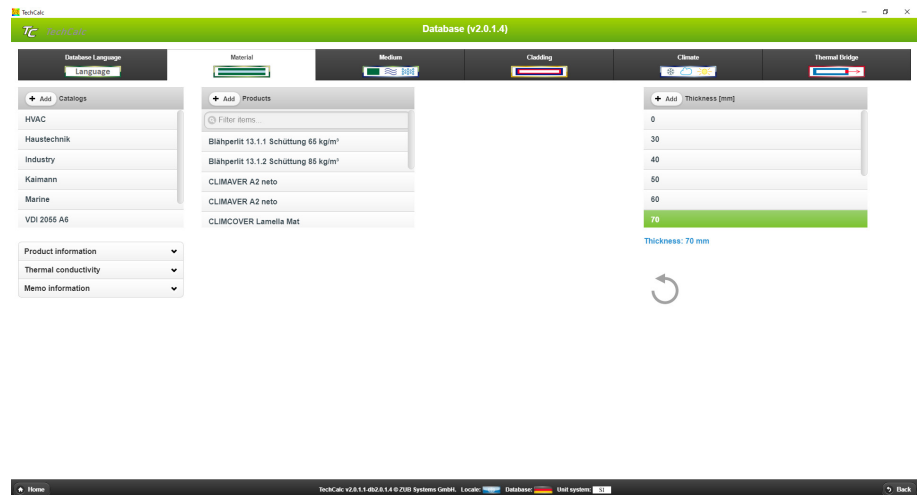 TechCalc
TC TechCalc
Database (v2.0.1.4)
Database Language
Language
Material
Medium
Cladding
Climate
Thermal Bridge
+ Add Catalogs
HVAC
Haustechnik
Industry
Kaimann
Marine
VDI 2055 A6
Product information
Thermal conductivity
Memo information
+ Add Products
Filter items...
Blähperlit 13.1.1 Schüttung 65 kg/m³
Blähperlit 13.1.2 Schüttung 85 kg/m³
CLIMAVER A2 neto
CLIMAVER A2 neto
CLIMCOVER Lamella Mat
+ Add Thickness [mm]
0
30
40
50
60
70
Thickness: 70 mm
Home
TechCalc v2.0.1.1-db2.0.1.4 © ZUB Systems GmbH. Locale: Database: Unit system: SI
Back